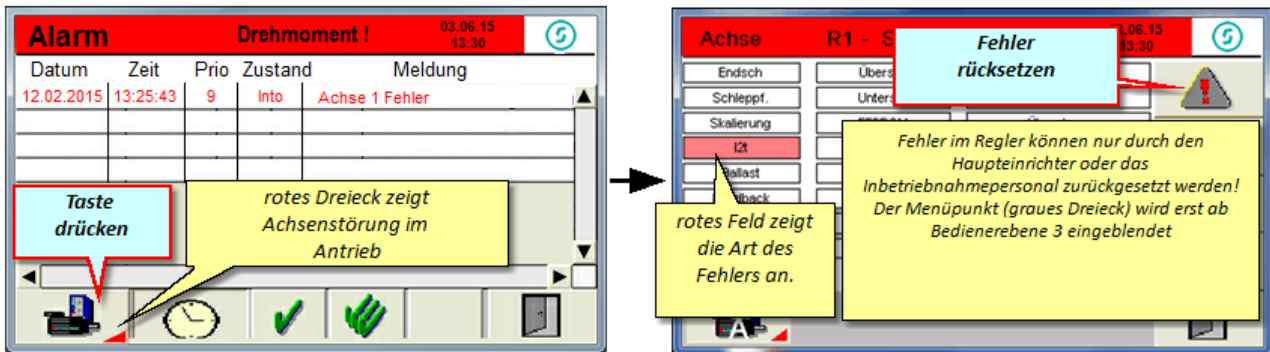 Alarm
Drehmoment !
03.06.15
13:30
Datum Zeit Prio Zustand Meldung
12.02.2015 13:25:43 9 Into Achse 1 Fehler
Taste
drücken
rotes Dreieck zeigt
Achsenstörung im
Antrieb
Achse
R1 - S
.06.15
13:30
Fehler
rücksetzen
Endsch
Übers
Schleppf.
Unters
Skalierung
I2t
Ballast
Fehler im Regler können nur durch den
Haupteinrichter oder das
Inbetriebnahmepersonal zurückgesetzt werden!
Der Menüpunkt (graues Dreieck) wird erst ab
Bedienerebene 3 eingeblendet
rotes Feld zeigt
die Art des
Fehlers an.
A